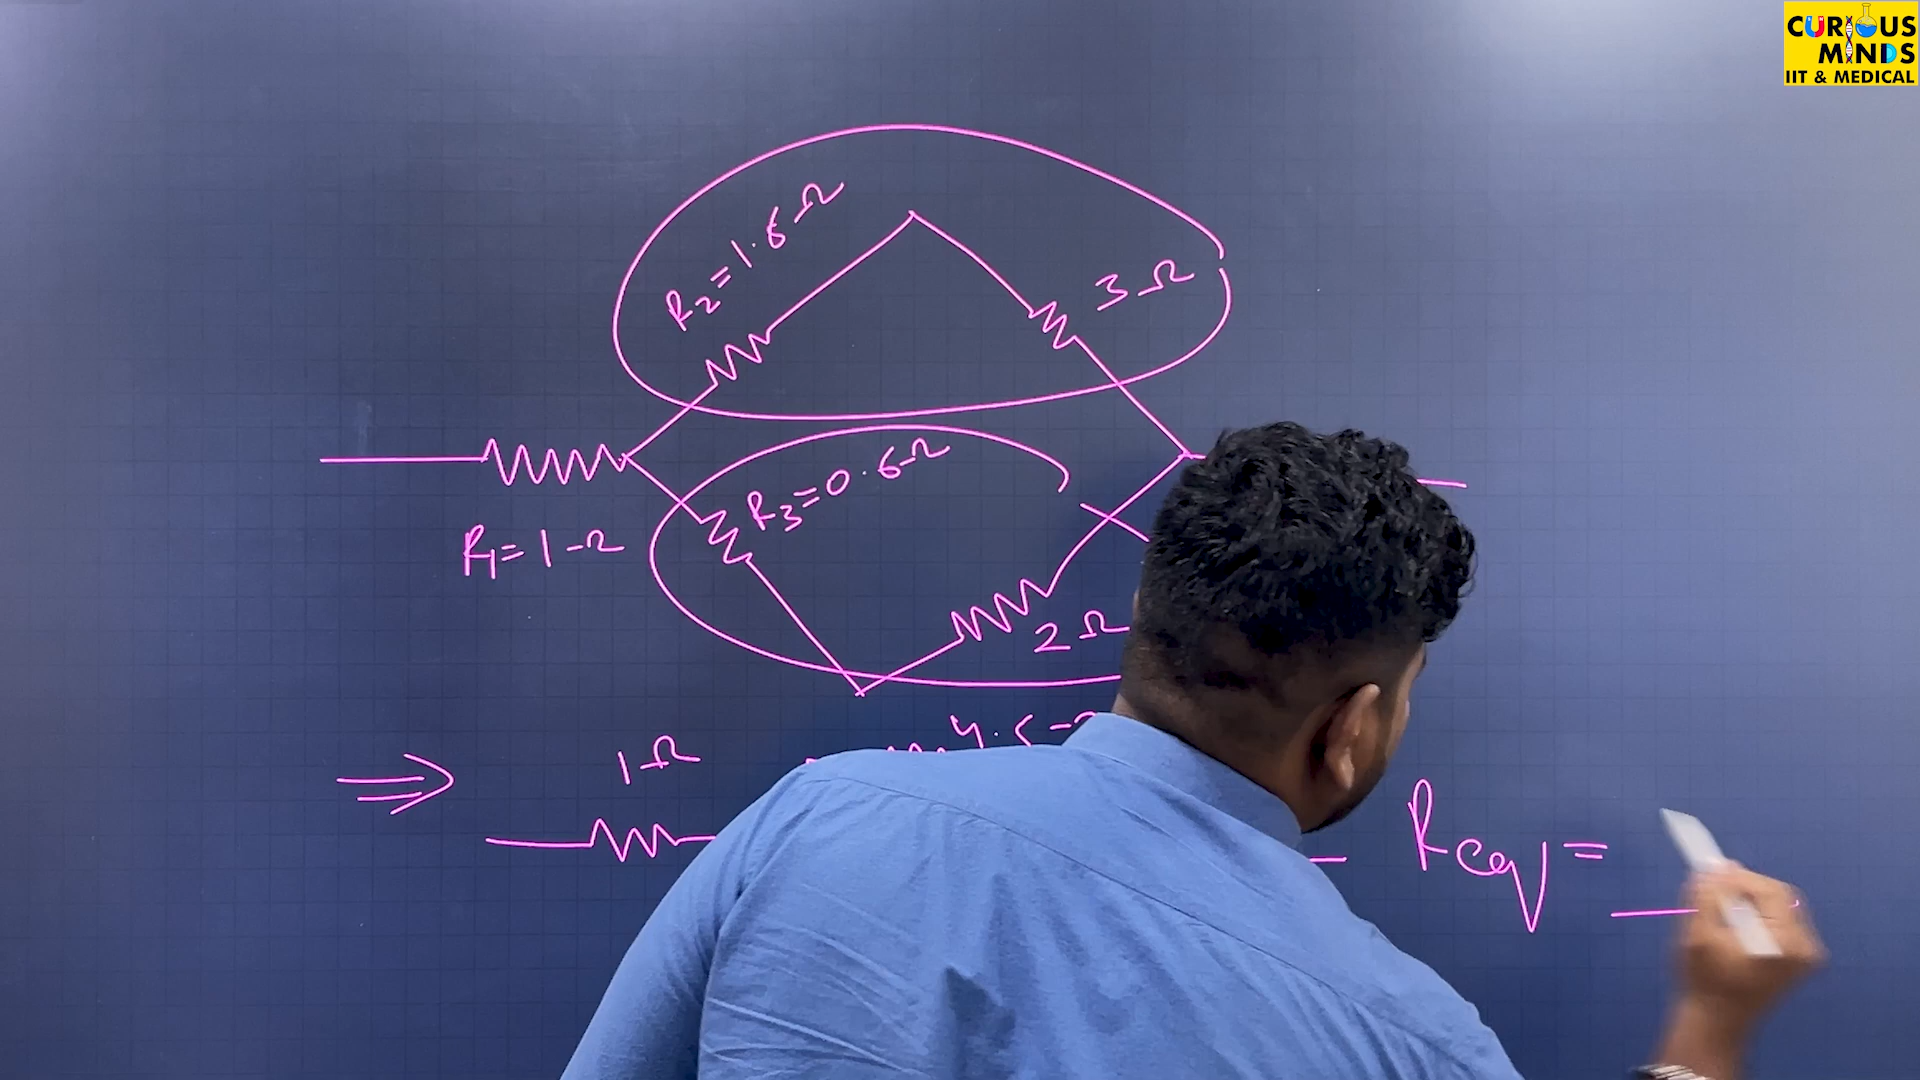 CURIOUS
MINDS
IIT & MEDICAL
R2=1.6Ω
3Ω
R3=0.6Ω
R1=1Ω
2Ω
1Ω
Req=